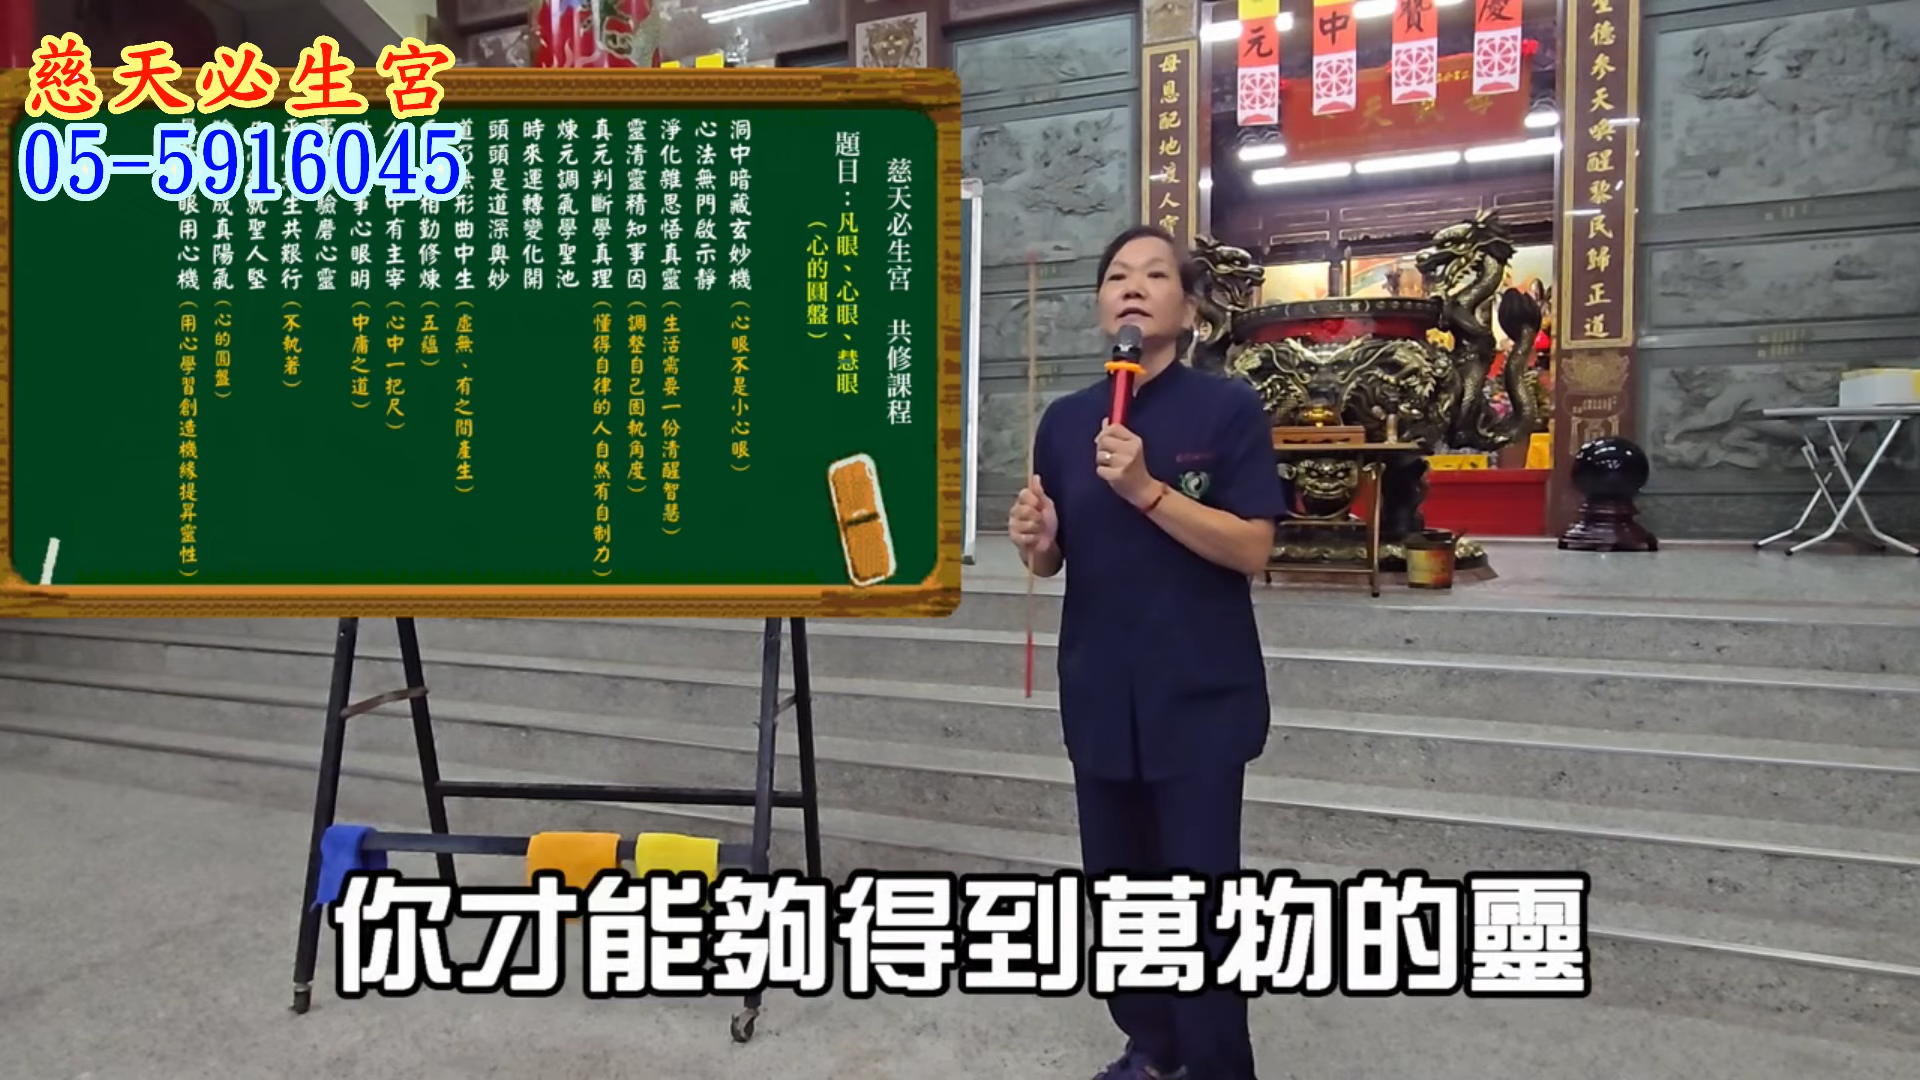 慈天必生宮
05-5916045
慈天必生宮 共修課程
題目：凡眼、心眼、慧眼
（心的圓盤）
洞中暗藏玄妙機（心眼不是小心眼）
心法無門啟示靜
淨化雜思悟真靈（生活需要一份清醒智慧）
靈清靈精知事因（調整自己固執角度）
真元判斷學真理（懂得自律的人自然有自制力）
煉元調氣學聖池
時來運轉變化開
頭頭是道深奧妙
形曲中生（虛無、有之間產生）
相勤修煉（五蘊）
中有主宰（心中一把尺）
事心眼明（中庸之道）
驗磨心靈
生共艱行（不執著）
就聖人堅
成真陽氣（心的圓盤）
眼用心機（用心學習創造機緣提昇靈性）
元中贊慶
母恩配地渡人
聖德參天喚醒黎民歸正道
你才能夠得到萬物的靈